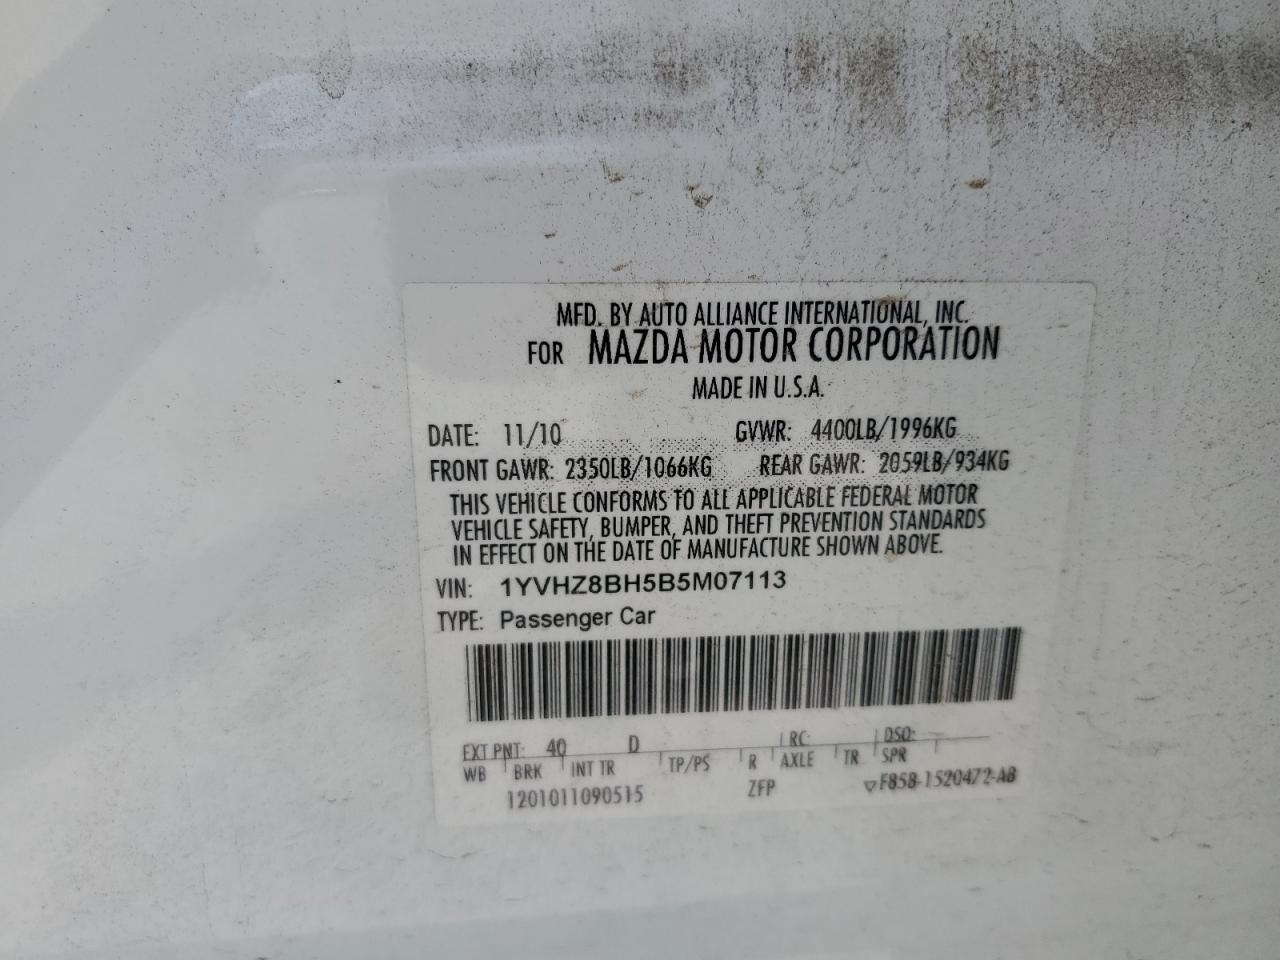 MFD. BY AUTO ALLIANCE INTERNATIONAL, INC.
FOR MAZDA MOTOR CORPORATION
MADE IN U.S.A.
DATE: 11/10 GVWR: 4400LB/1996KG
FRONT GAWR: 2350LB/1066KG REAR GAWR: 2059LB/934KG
THIS VEHICLE CONFORMS TO ALL APPLICABLE FEDERAL MOTOR
VEHICLE SAFETY, BUMPER, AND THEFT PREVENTION STANDARDS
IN EFFECT ON THE DATE OF MANUFACTURE SHOWN ABOVE.
VIN: 1YVHZ8BH5B5M07113
TYPE: Passenger Car
EXT PNT: 40 D RC: DSO:
WB BRK INT TR TP/PS R AXLE TR SPR
1201011090515 ZFP F85B-1520472-AB